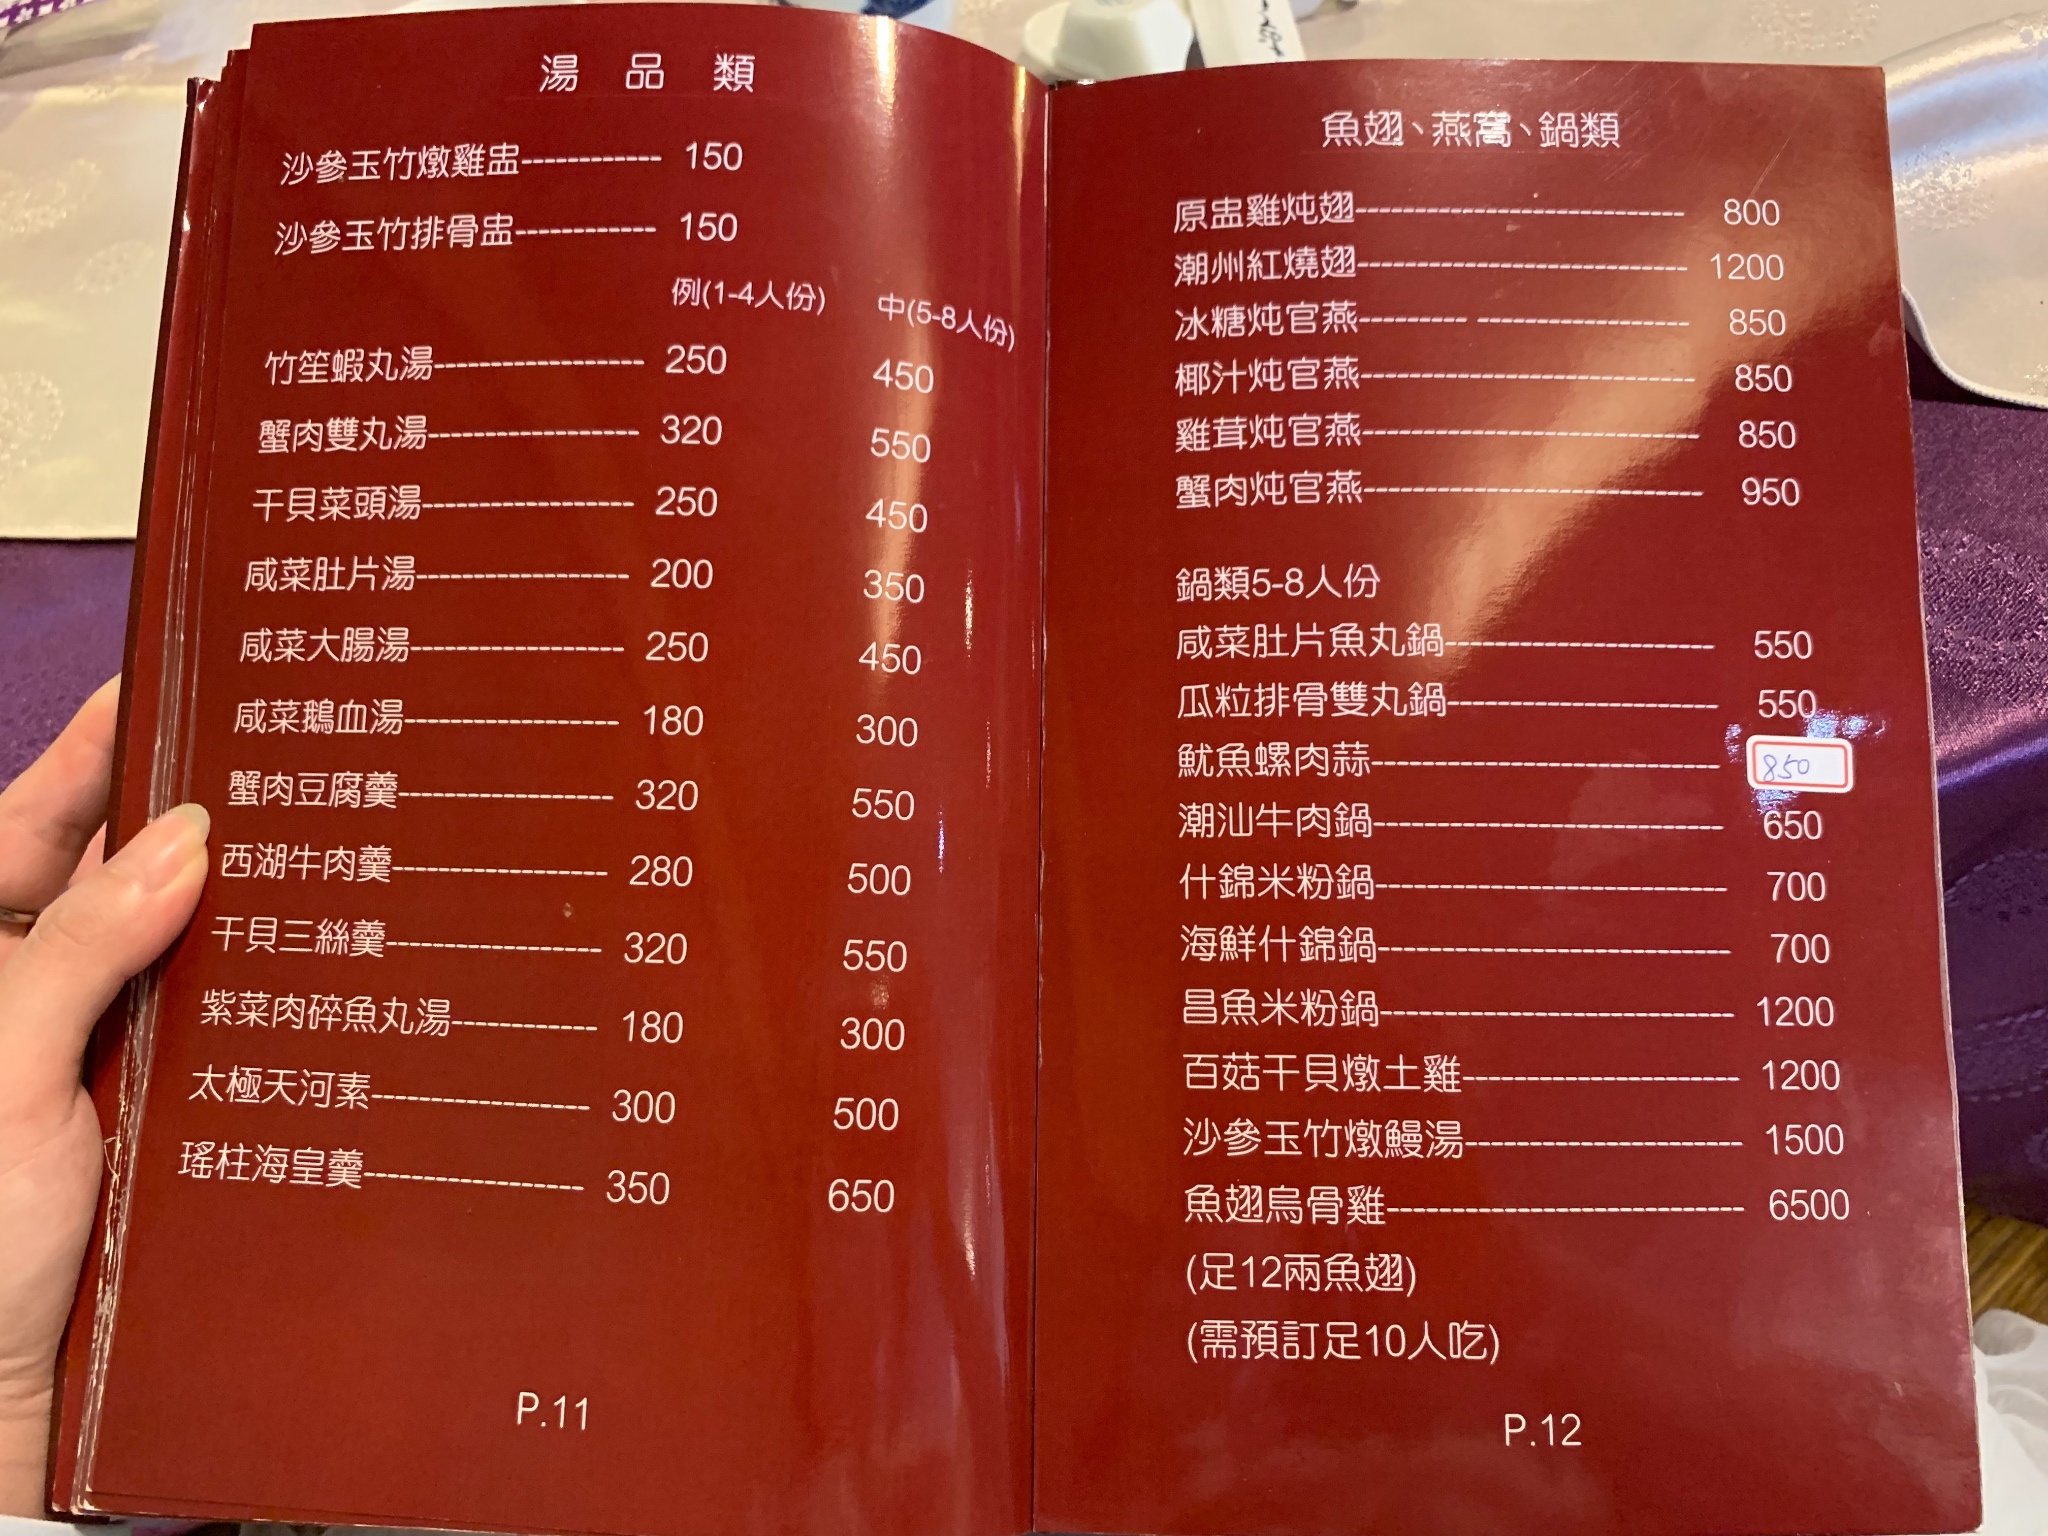 湯 品 類
沙參玉竹燉雞盅------------ 150
沙參玉竹排骨盅------------ 150
例(1-4人份) 中(5-8人份)
竹笙蝦丸湯------------------ 250 450
蟹肉雙丸湯------------------ 320 550
干貝菜頭湯------------------ 250 450
咸菜肚片湯------------------ 200 350
咸菜大腸湯------------------ 250 450
咸菜鵝血湯------------------ 180 300
蟹肉豆腐羹------------------ 320 550
西湖牛肉羹------------------ 280 500
干貝三絲羹------------------ 320 550
紫菜肉碎魚丸湯------------ 180 300
太極天河素------------------ 300 500
瑤柱海皇羹------------------ 350 650
P.11
魚翅、燕窩、鍋類
原盅雞炖翅---------------------------- 800
潮州紅燒翅---------------------------- 1200
冰糖炖官燕--------- ------------------ 850
椰汁炖官燕---------------------------- 850
雞茸炖官燕---------------------------- 850
蟹肉炖官燕---------------------------- 950
鍋類5-8人份
咸菜肚片魚丸鍋---------------------- 550
瓜粒排骨雙丸鍋---------------------- 550
魷魚螺肉蒜---------------------------- 850
潮汕牛肉鍋---------------------------- 650
什錦米粉鍋---------------------------- 700
海鮮什錦鍋---------------------------- 700
昌魚米粉鍋---------------------------- 1200
百菇干貝燉土雞---------------------- 1200
沙參玉竹燉鰻湯---------------------- 1500
魚翅烏骨雞---------------------------- 6500
(足12兩魚翅)
(需預訂足10人吃)
P.12